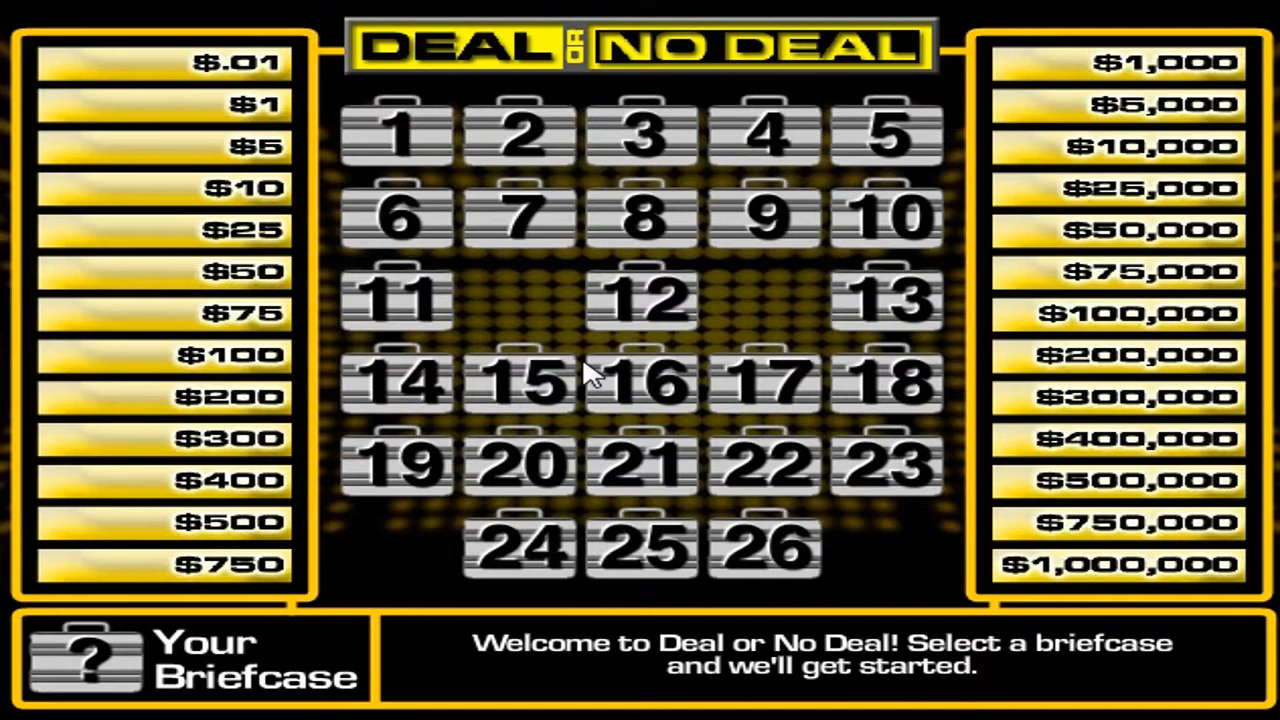 DEAL OR NO DEAL
$.01
$1
$5
$10
$25
$50
$75
$100
$200
$300
$400
$500
$750
1 2 3 4 5
6 7 8 9 10
11 12 13
14 15 16 17 18
19 20 21 22 23
24 25 26
$1,000
$5,000
$10,000
$25,000
$50,000
$75,000
$100,000
$200,000
$300,000
$400,000
$500,000
$750,000
$1,000,000
?
Your
Briefcase
Welcome to Deal or No Deal! Select a briefcase
and we'll get started.